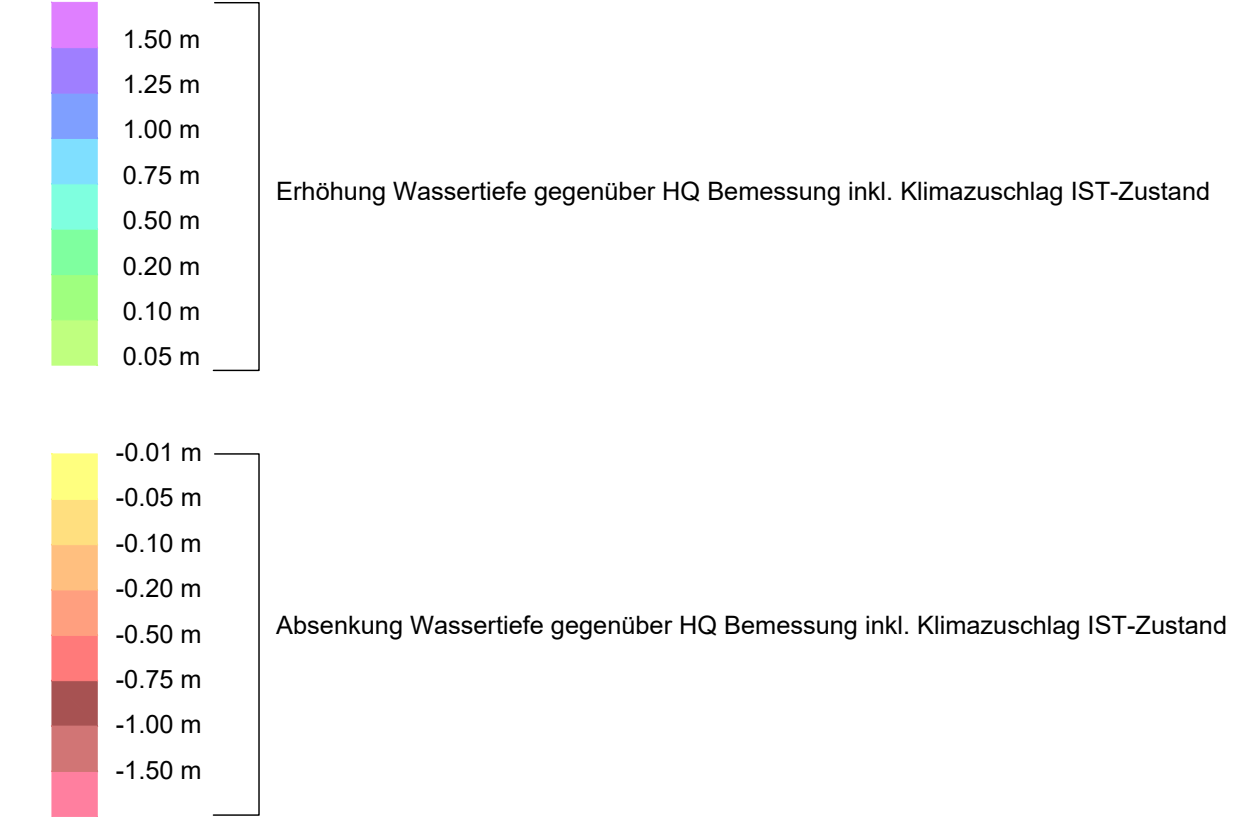 1.50 m
1.25 m
1.00 m
0.75 m
Erhöhung Wassertiefe gegenüber HQ Bemessung inkl. Klimazuschlag IST-Zustand
0.50 m
0.20 m
0.10 m
0.05 m
-0.01 m
-0.05 m
-0.10 m
-0.20 m
-0.50 m
Absenkung Wassertiefe gegenüber HQ Bemessung inkl. Klimazuschlag IST-Zustand
-0.75 m
-1.00 m
-1.50 m